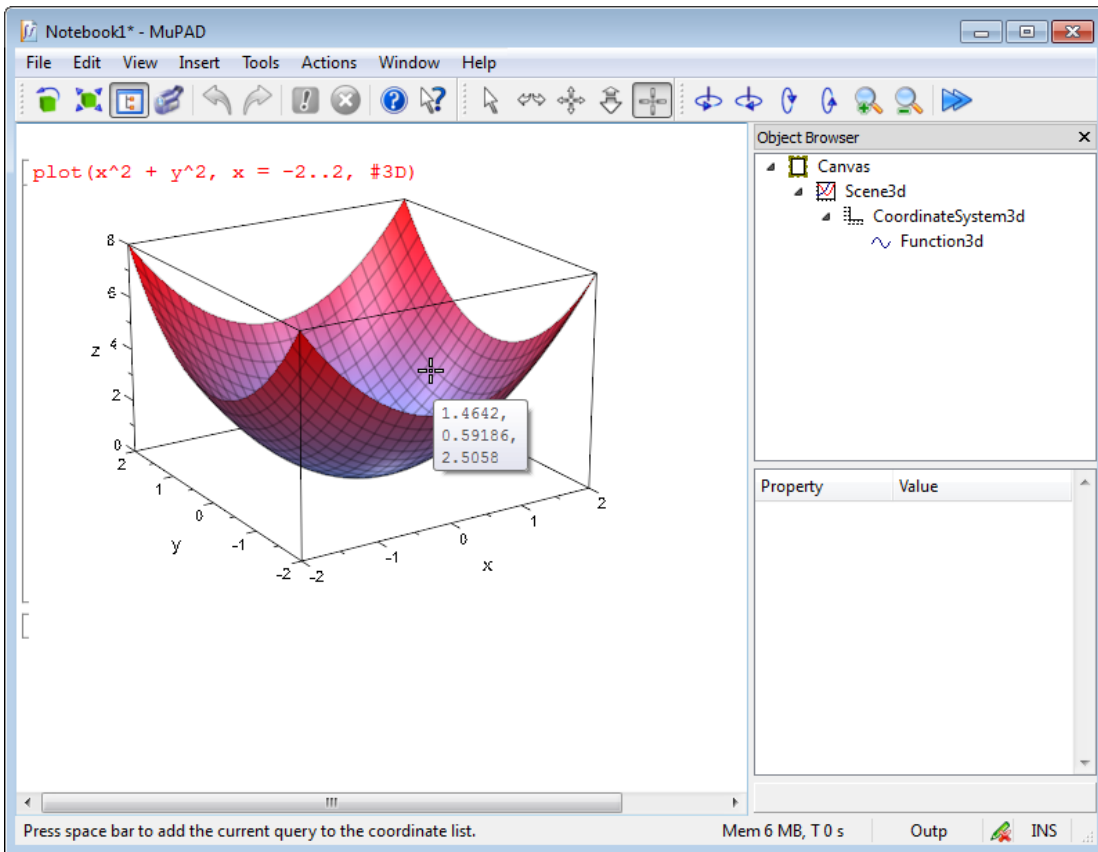 Notebook1* - MuPAD
File Edit View Insert Tools Actions Window Help
Object Browser
plot(x^2 + y^2, x = -2..2, #3D)
Canvas
Scene3d
CoordinateSystem3d
Function3d
8
6
z 4
2
0
1.4642,
0.59186,
2.5058
2
1
0
-1
-2
y
-2
-1
0
1
2
x
Property Value
Press space bar to add the current query to the coordinate list. Mem 6 MB, T 0 s Outp INS